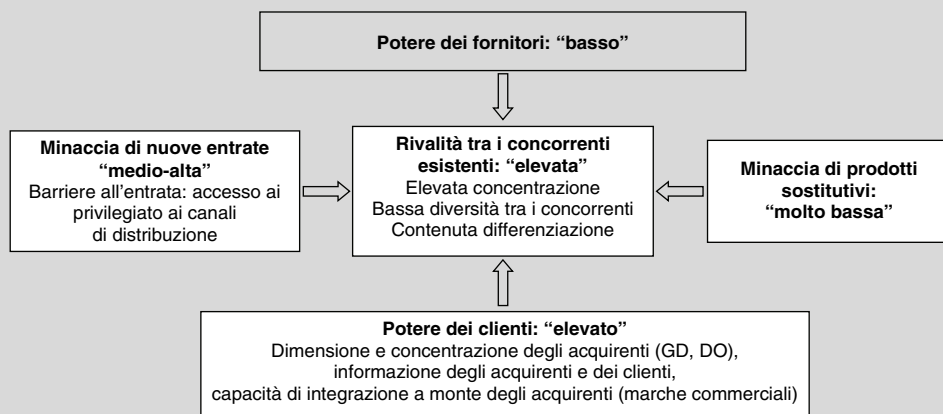 Potere dei fornitori: “basso”
Minaccia di nuove entrate
“medio-alta”
Barriere all’entrata: accesso ai
privilegiato ai canali
di distribuzione
Rivalità tra i concorrenti
esistenti: “elevata”
Elevata concentrazione
Bassa diversità tra i concorrenti
Contenuta differenziazione
Minaccia di prodotti
sostitutivi:
“molto bassa”
Potere dei clienti: “elevato”
Dimensione e concentrazione degli acquirenti (GD, DO),
informazione degli acquirenti e dei clienti,
capacità di integrazione a monte degli acquirenti (marche commerciali)